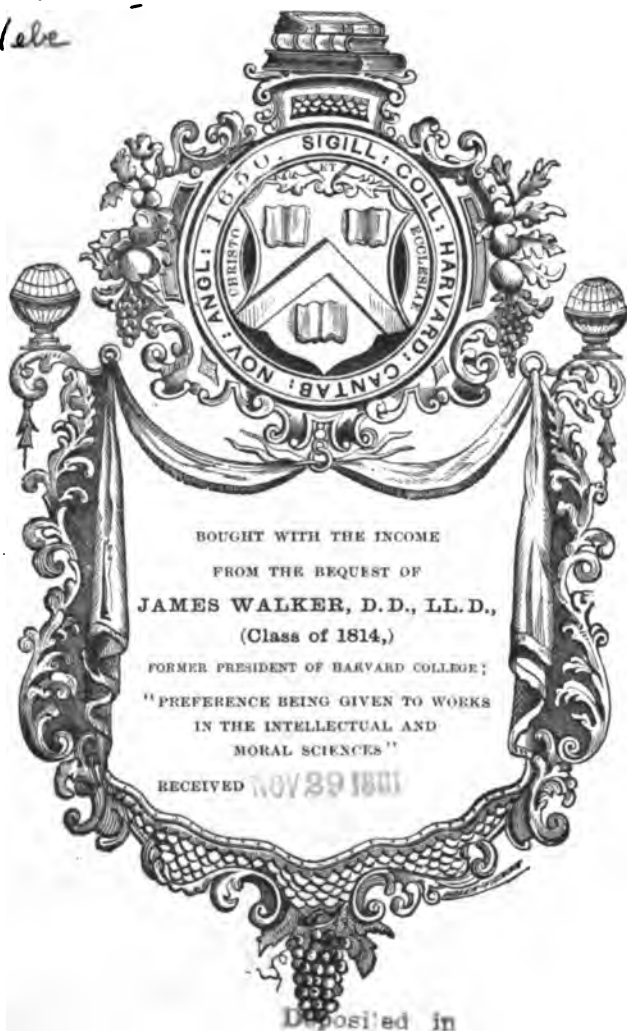 SIGILL: COLL: HARVARD: CANTAB: NOV: ANGL: 1650.
ET
CHRISTO
ECCLESIAE
BOUGHT WITH THE INCOME
FROM THE BEQUEST OF
JAMES WALKER, D.D., LL.D.,
(Class of 1814,)
FORMER PRESIDENT OF HARVARD COLLEGE;
"PREFERENCE BEING GIVEN TO WORKS
IN THE INTELLECTUAL AND
MORAL SCIENCES"
RECEIVED NOV 29
Deposited in